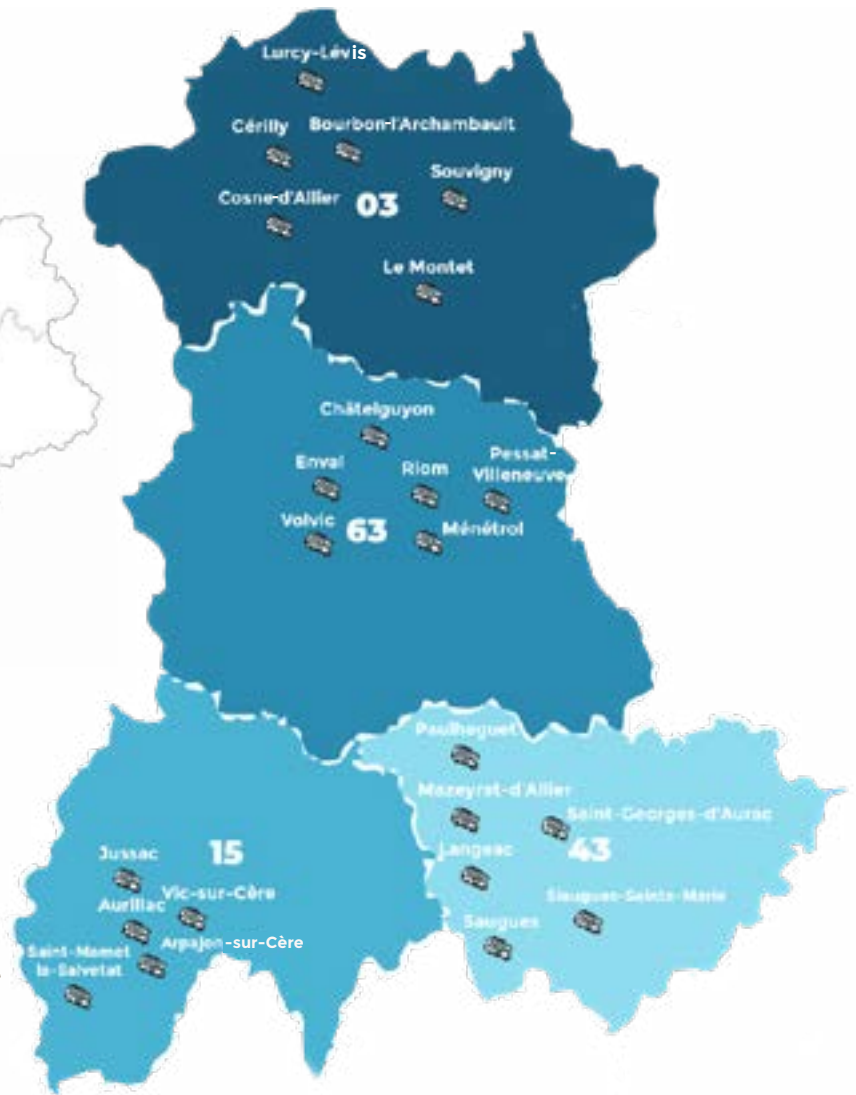 Lurcy-Lévis
Cérilly
Bourbon-l'Archambault
Souvigny
Cosne-d'Allier
03
Le Montet
Châtelguyon
Enval
Riom
Pessat-
Villeneuve
Volvic
63
Ménétrol
Paulhaguet
Mazeyrat-d'Allier
Saint-Georges-d'Aurac
Langeac
43
Siaugues-Sainte-Marie
Saugues
Jussac
15
Vic-sur-Cère
Aurillac
Arpajon-sur-Cère
Saint-Mamet
la-Salvetat